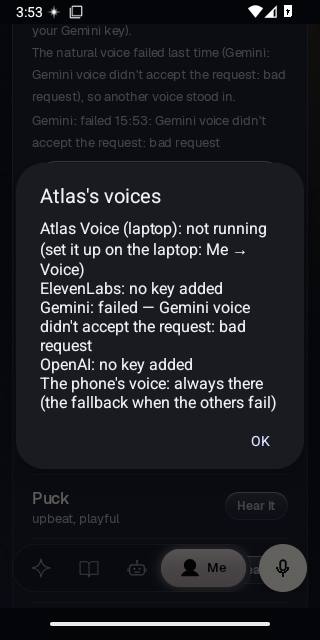 3:53
your Gemini key).
The natural voice failed last time (Gemini:
Gemini voice didn't accept the request: bad
request), so another voice stood in.
Gemini: failed 15:53: Gemini voice didn't
accept the request: bad request
Atlas's voices
Atlas Voice (laptop): not running
(set it up on the laptop: Me →
Voice)
ElevenLabs: no key added
Gemini: failed — Gemini voice
didn't accept the request: bad
request
OpenAI: no key added
The phone's voice: always there
(the fallback when the others fail)
OK
Puck
Hear it
upbeat, playful
Me